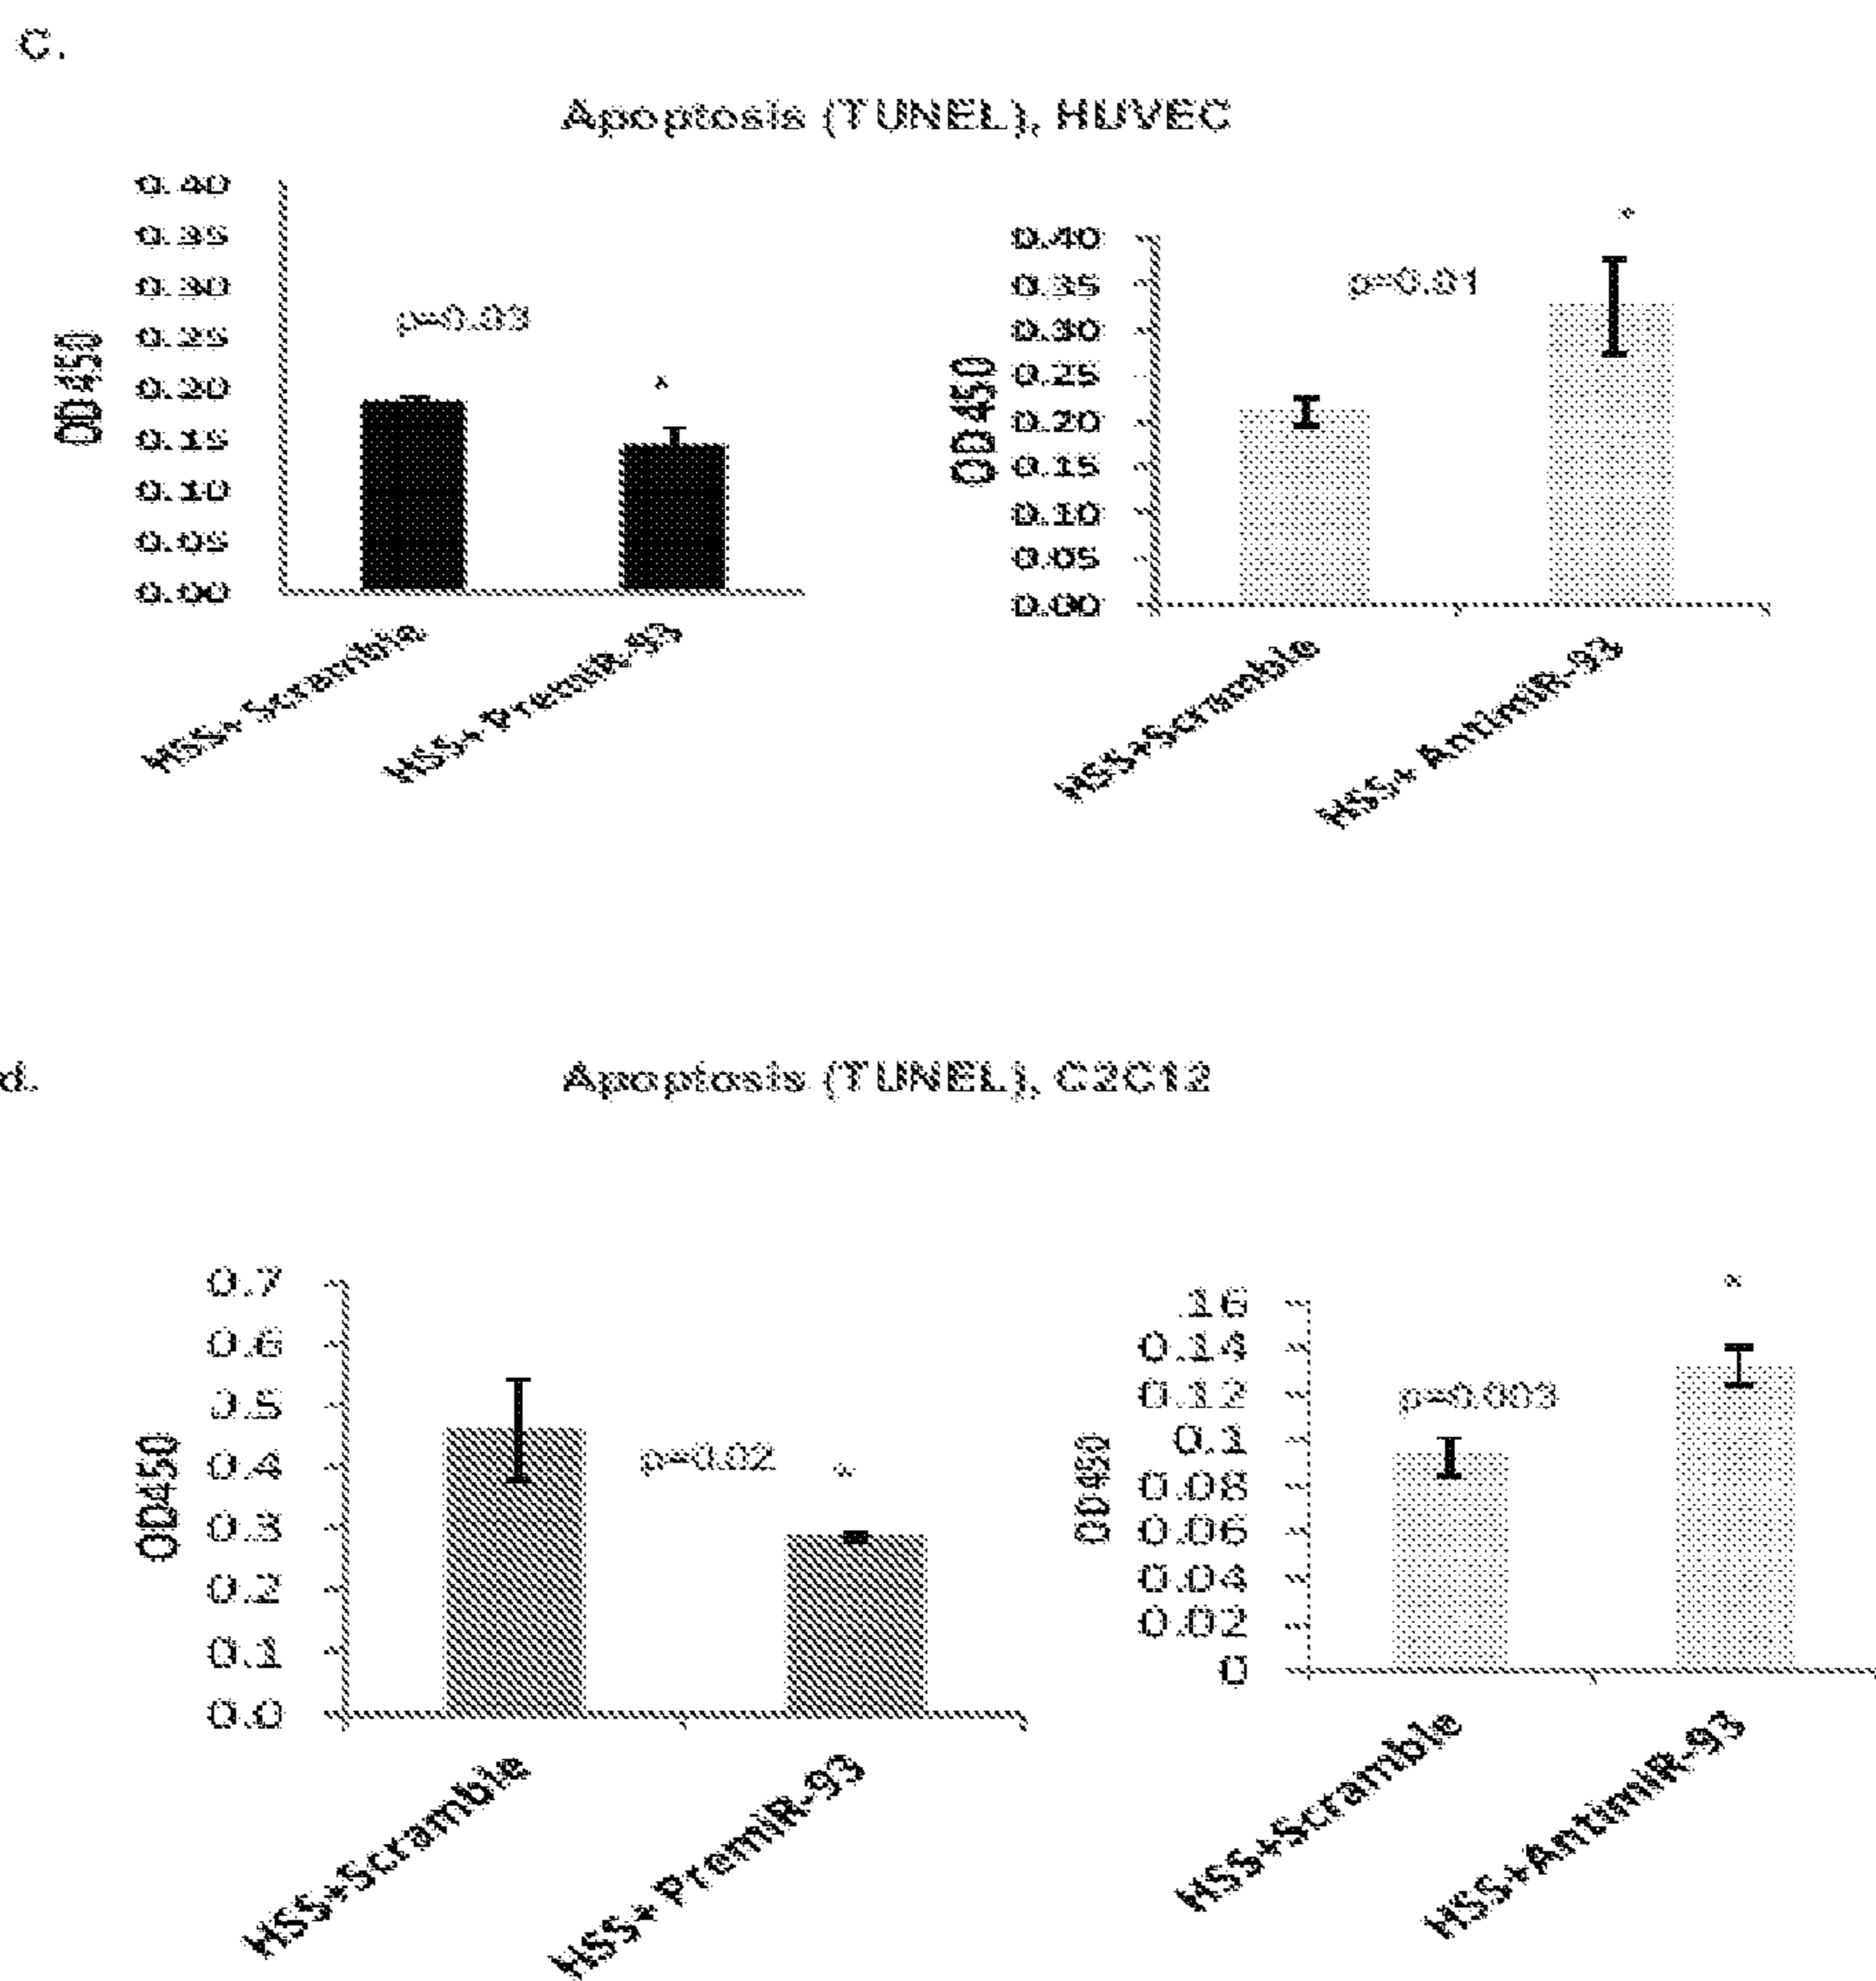 C.
Apoptosis (TUNEL), HUVEC
0.40
0.35
0.30
0.25
0.20
0.15
0.10
0.05
0.00
OD450
p=0.03
*
HSS+ Scramble
HSS+ PremiR-93
0.40
0.35
0.30
0.25
0.20
0.15
0.10
0.05
0.00
OD450
p=0.01
*
HSS+Scramble
HSS+ AntimiR-93
d.
Apoptosis (TUNEL), C2C12
0.7
0.6
0.5
0.4
0.3
0.2
0.1
0.0
OD450
p=0.02
*
HSS+Scramble
HSS+ PremiR-93
.16
0.14
0.12
0.1
0.08
0.06
0.04
0.02
0
OD450
p=0.003
*
HSS+Scramble
HSS+AntimiR-93